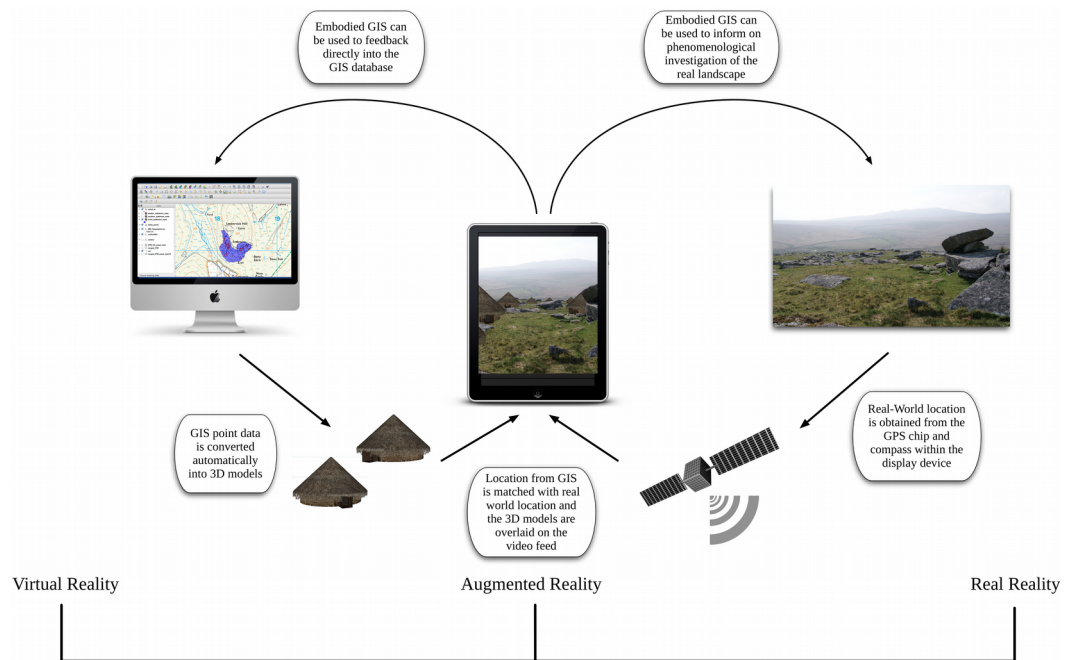 Embodied GIS can
be used to feedback
directly into the
GIS database
Embodied GIS can
be used to inform on
phenomenological
investigation of the
real landscape
GIS point data
is converted
automatically
into 3D models
Location from GIS
is matched with real
world location and
the 3D models are
overlaid on the
video feed
Real-World location
is obtained from the
GPS chip and
compass within the
display device
Virtual Reality
Augmented Reality
Real Reality